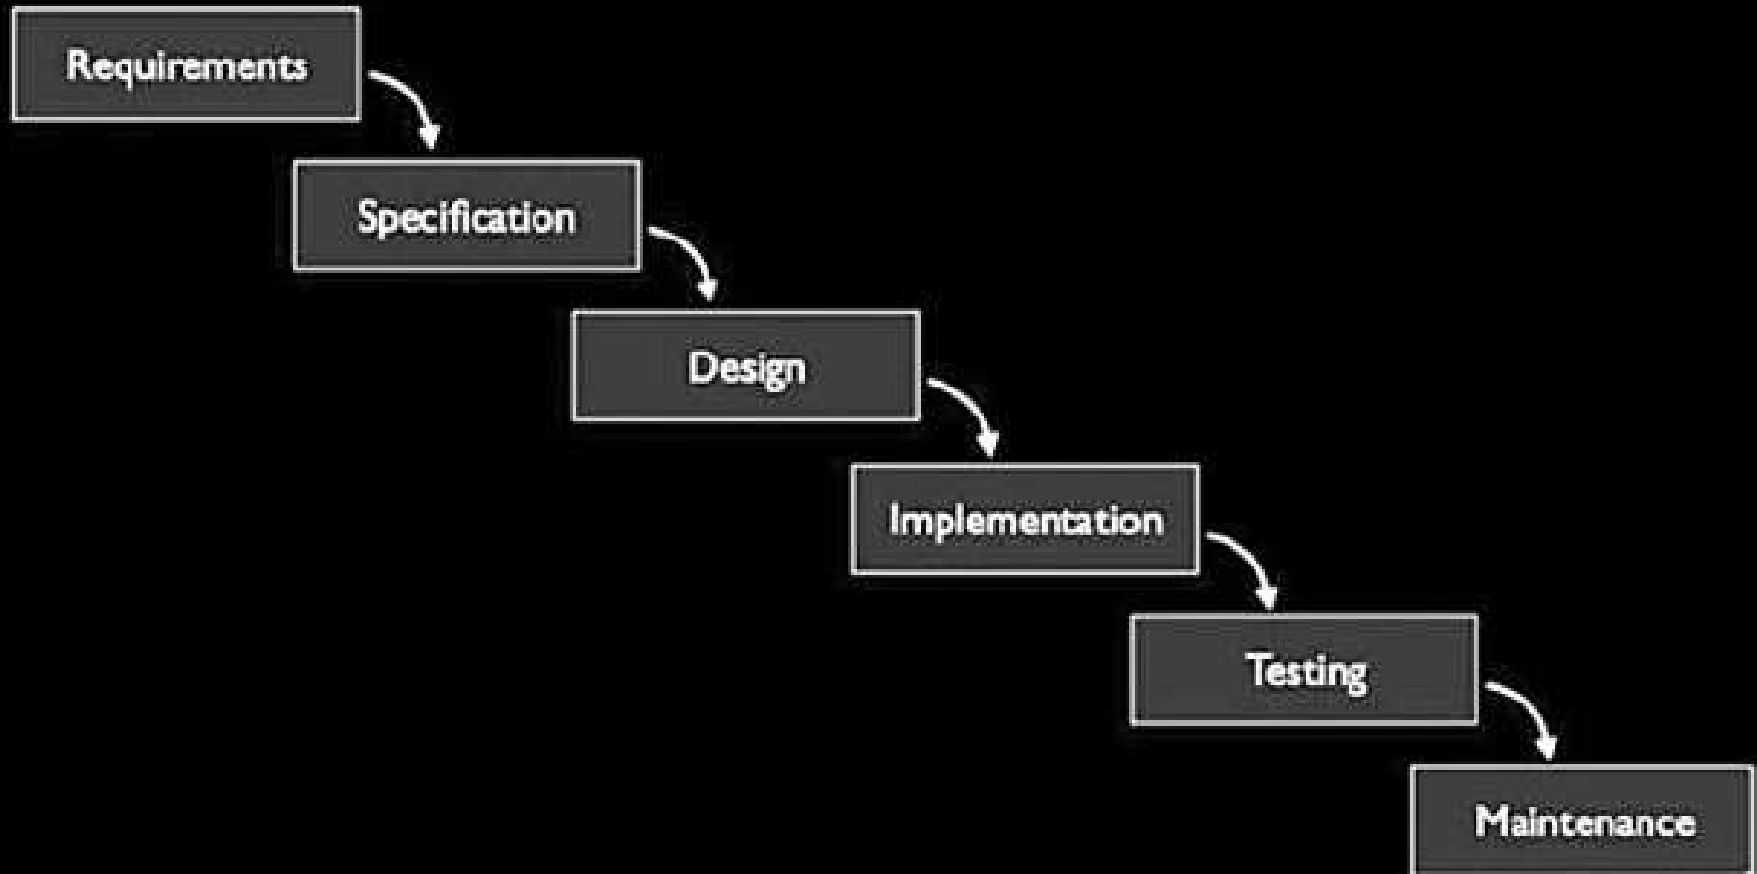 Requirements
Specification
Design
Implementation
Testing
Maintenance